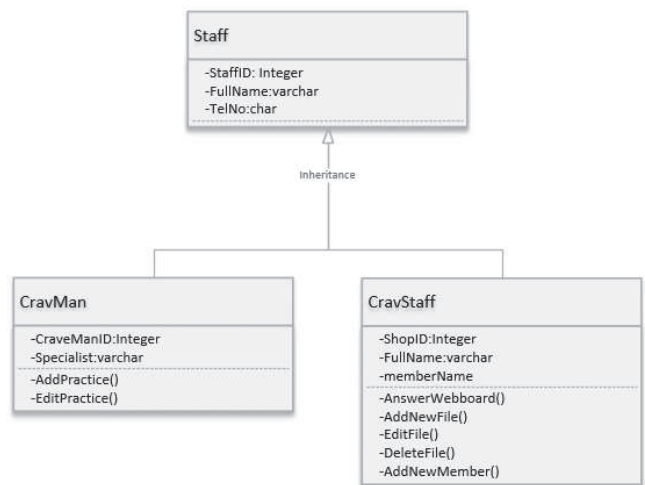 Staff
-StaffID: Integer
-FullName:varchar
-TelNo:char
Inheritance
CravMan
-CraveManID:Integer
-Specialist:varchar
-AddPractice()
-EditPractice()
CravStaff
-ShopID:Integer
-FullName:varchar
-memberName
-AnswerWebboard()
-AddNewFile()
-EditFile()
-DeleteFile()
-AddNewMember()